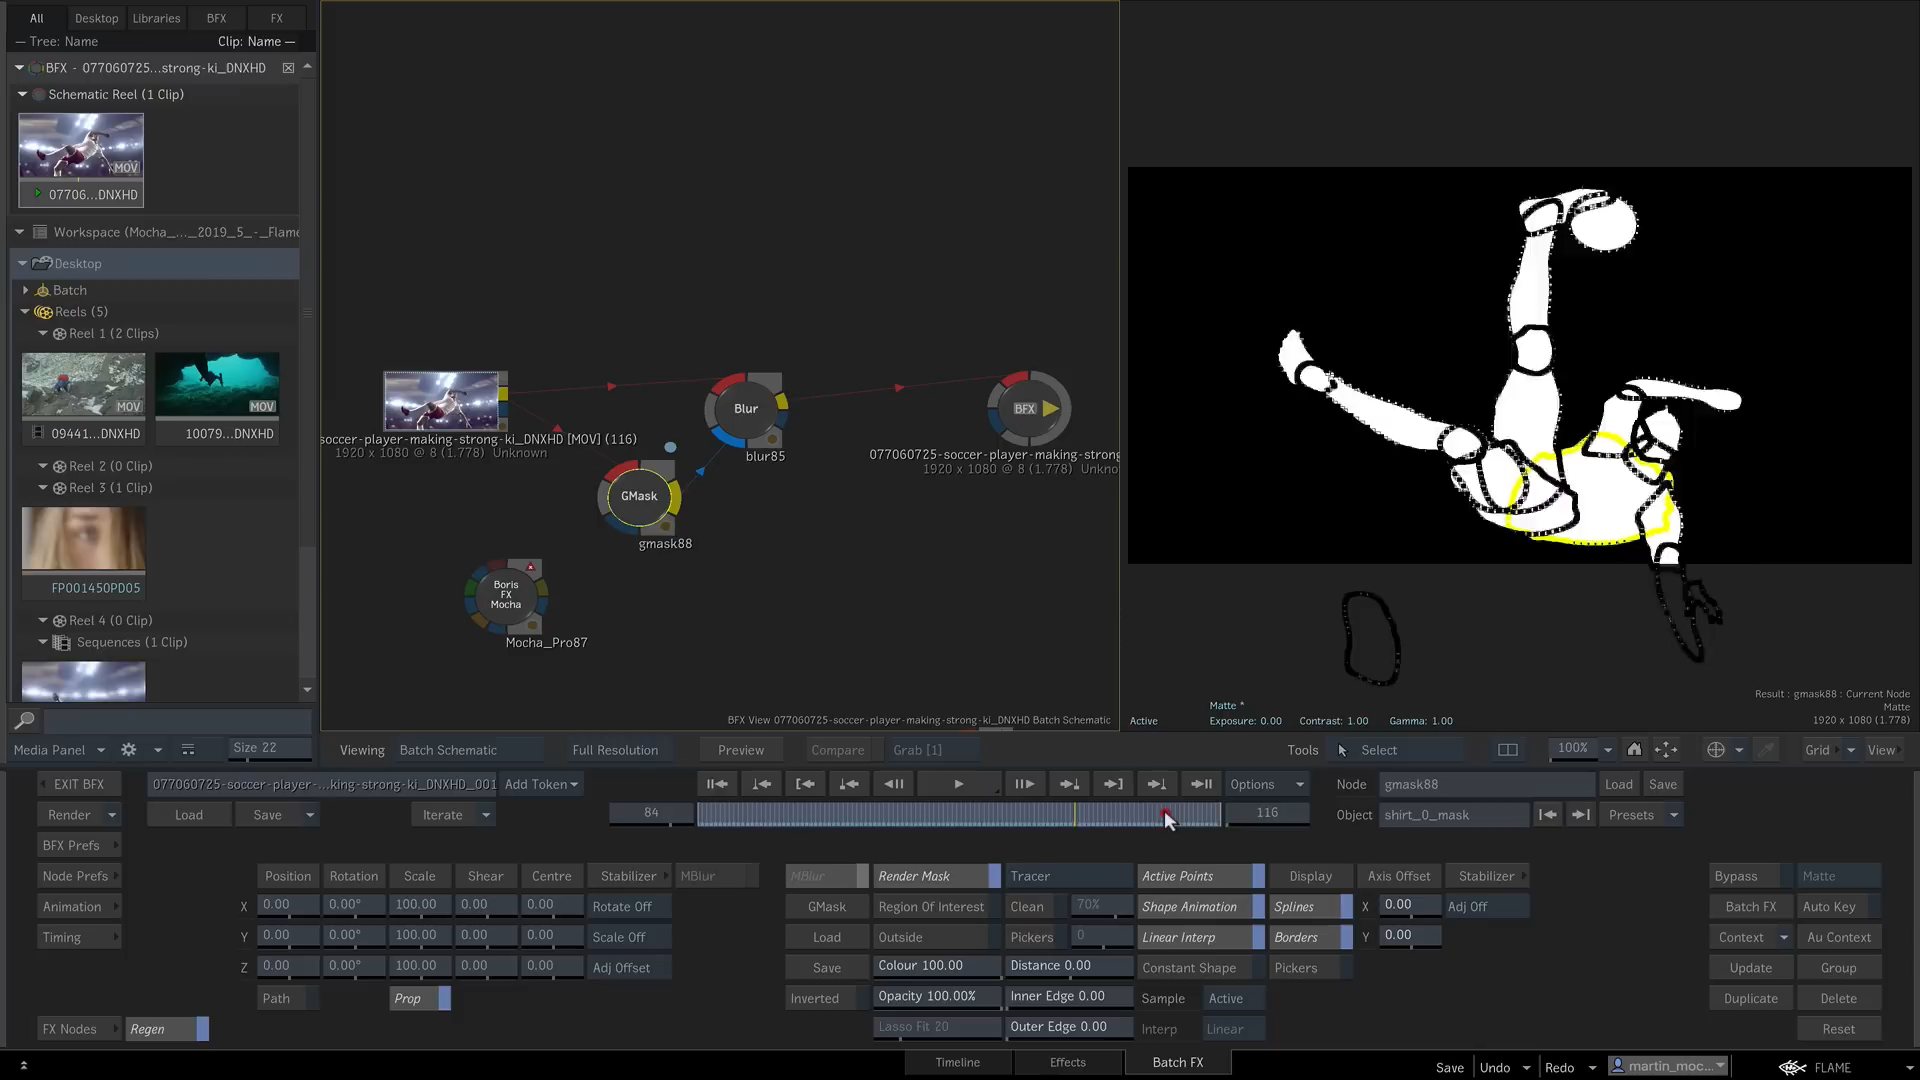 All Desktop Libraries BFX FX
— Tree: Name Clip: Name —
BFX - 077060725...strong-ki_DNXHD
Schematic Reel (1 Clip)
MOV
07706...DNXHD
Workspace (Mocha_..._2019_5_-_Flame
Desktop
Batch
Reels (5)
Reel 1 (2 Clips)
MOV MOV
09441...DNXHD 10079...DNXHD
Reel 2 (0 Clip)
Reel 3 (1 Clip)
FP001450PD05
Reel 4 (0 Clip)
Sequences (1 Clip)
Blur
BFX
soccer-player-making-strong-ki_DNXHD [MOV] (116)
1920 x 1080 @ 8 (1.778) Unknown
blur85
077060725-soccer-player-making-strong
1920 x 1080 @ 8 (1.778) Unkno
GMask
gmask88
Boris
FX
Mocha
Mocha_Pro87
BFX View 077060725-soccer-player-making-strong-ki_DNXHD Batch Schematic
Result : gmask88 : Current Node
Matte
1920 x 1080 (1.778)
Matte *
Active Exposure: 0.00 Contrast: 1.00 Gamma: 1.00
Media Panel Size 22 Viewing Batch Schematic Full Resolution Preview Compare Grab [1] Tools Select 100% Grid View
EXIT BFX 077060725-soccer-player-...king-strong-ki_DNXHD_001 Add Token Options Node gmask88 Load Save
Render Load Save Iterate 84 116 Object shirt_0_mask Presets
BFX Prefs
Node Prefs Position Rotation Scale Shear Centre Stabilizer MBlur MBlur Render Mask Tracer Active Points Display Axis Offset Stabilizer Bypass Matte
Animation X 0.00 0.00° 100.00 0.00 0.00 Rotate Off GMask Region Of Interest Clean 70% Shape Animation Splines X 0.00 Adj Off Batch FX Auto Key
Timing Y 0.00 0.00° 100.00 0.00 0.00 Scale Off Load Outside Pickers 0 Linear Interp Borders Y 0.00 Context Au Context
Z 0.00 0.00° 100.00 0.00 0.00 Adj Offset Save Colour 100.00 Distance 0.00 Constant Shape Pickers Update Group
Path Prop Inverted Opacity 100.00% Inner Edge 0.00 Sample Active Duplicate Delete
FX Nodes Regen Lasso Fit 20 Outer Edge 0.00 Interp Linear Reset
Timeline Effects Batch FX Save Undo Redo martin_moc... FLAME